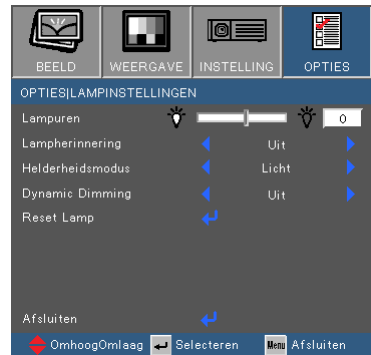 BEELD WEERGAVE INSTELLING OPTIES
OPTIES|LAMPINSTELLINGEN
Lampuren 0
Lampherinnering Uit
Helderheidsmodus Licht
Dynamic Dimming Uit
Reset Lamp
Afsluiten
OmhoogOmlaag Selecteren Menu Afsluiten